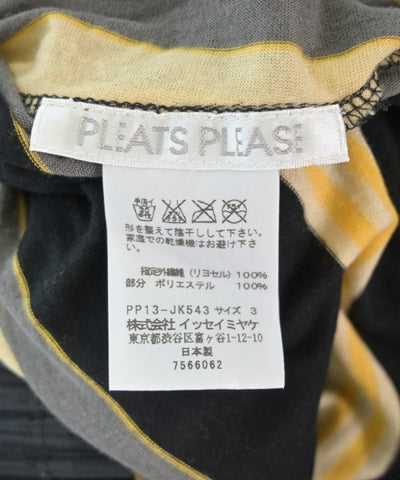 PLEATS PLEASE
手洗イ
形を整えて陰干しして下さい。
家庭での乾燥機はお避け下さい。
指定外繊維（リヨセル）100%
部分 ポリエステル 100%
PP13-JK543 サイズ 3
株式会社 イッセイミヤケ
東京都渋谷区富ヶ谷1-12-10
日本製
7566062